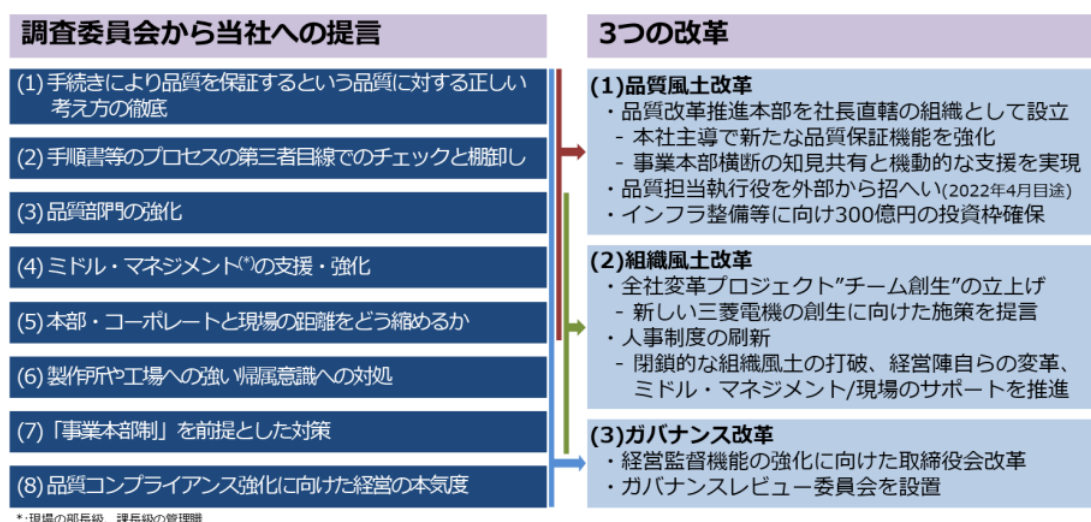 調査委員会から当社への提言
(1) 手続きにより品質を保証するという品質に対する正しい
考え方の徹底
(2) 手順書等のプロセスの第三者目線でのチェックと棚卸し
(3) 品質部門の強化
(4) ミドル・マネジメント(*)の支援・強化
(5) 本部・コーポレートと現場の距離をどう縮めるか
(6) 製作所や工場への強い帰属意識への対処
(7) 「事業本部制」を前提とした対策
(8) 品質コンプライアンス強化に向けた経営の本気度
*:現場の部長級、課長級の管理職
3つの改革
(1)品質風土改革
・品質改革推進本部を社長直轄の組織として設立
- 本社主導で新たな品質保証機能を強化
- 事業本部横断の知見共有と機動的な支援を実現
・品質担当執行役を外部から招へい(2022年4月目途)
・インフラ整備等に向け300億円の投資枠確保
(2)組織風土改革
・全社変革プロジェクト”チーム創生”の立上げ
- 新しい三菱電機の創生に向けた施策を提言
・人事制度の刷新
- 閉鎖的な組織風土の打破、経営陣自らの変革、
ミドル・マネジメント/現場のサポートを推進
(3)ガバナンス改革
・経営監督機能の強化に向けた取締役会改革
・ガバナンスレビュー委員会を設置